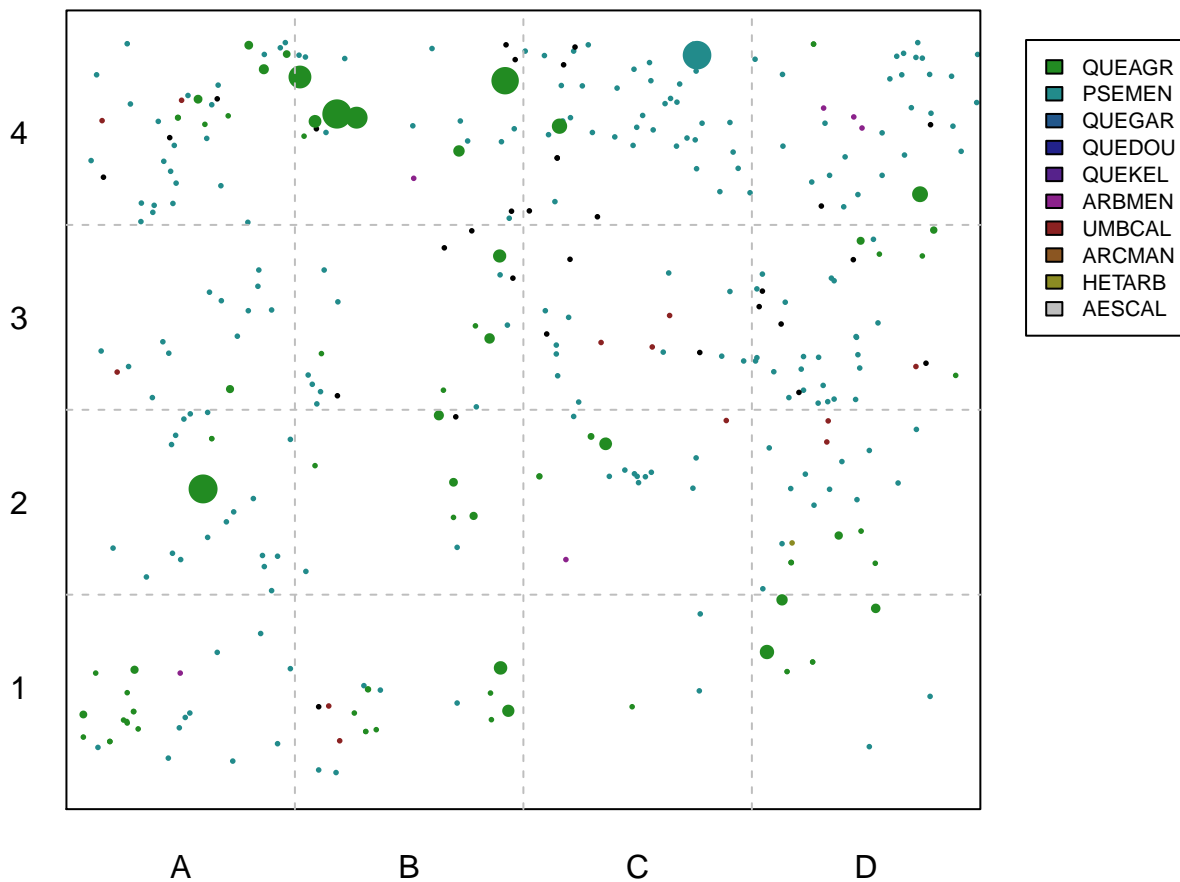 4
3
2
1
A B C D
QUEAGR
PSEMEN
QUEGAR
QUEDOU
QUEKEL
ARBMEN
UMBCAL
ARCMAN
HETARB
AESCAL